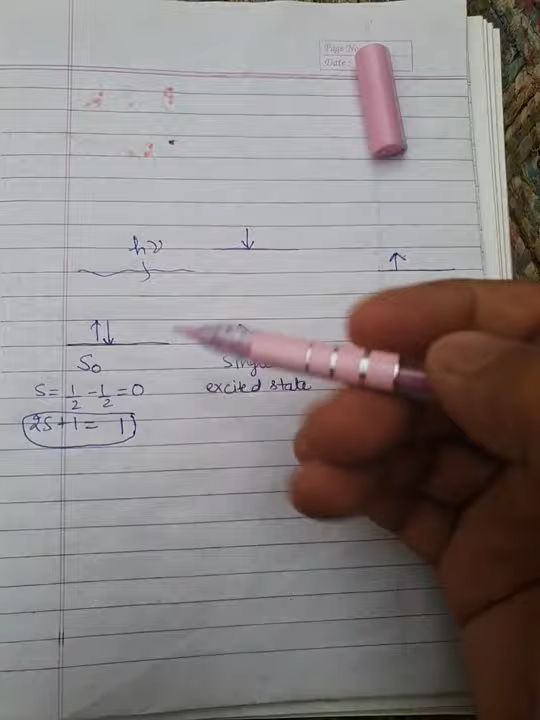 Page No
Date :
hν
↓
↑
↑↓
S₀
S = 1/2 - 1/2 = 0
excited state
2S + 1 = 1